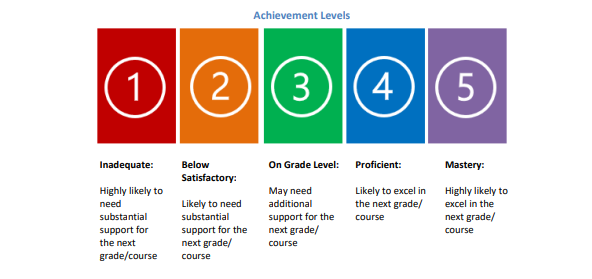 Achievement Levels
1
2
3
4
5
Inadequate:
Highly likely to
need
substantial
support for
the next
grade/course
Below
Satisfactory:
Likely to need
substantial
support for the
next grade/
course
On Grade Level:
May need
additional
support for the
next grade/
course
Proficient:
Likely to excel in
the next grade/
course
Mastery:
Highly likely to
excel in the
next grade/
course